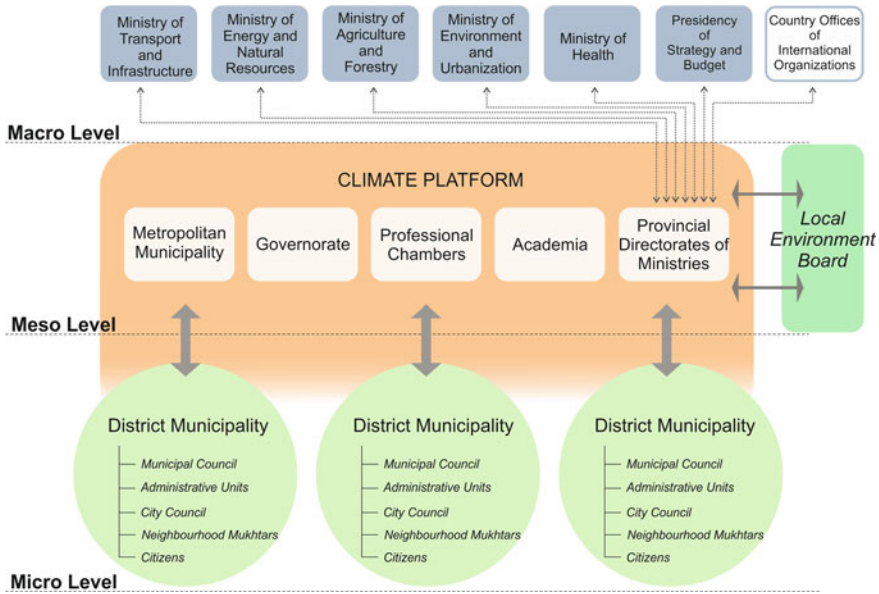 Ministry of
Transport
and
Infrastructure
Ministry of
Energy and
Natural
Resources
Ministry of
Agriculture
and
Forestry
Ministry of
Environment
and
Urbanization
Ministry of
Health
Presidency
of
Strategy and
Budget
Country Offices
of
International
Organizations
Macro Level
CLIMATE PLATFORM
Metropolitan
Municipality
Governorate
Professional
Chambers
Academia
Provincial
Directorates of
Ministries
Local
Environment
Board
Meso Level
District Municipality
Municipal Council
Administrative Units
City Council
Neighbourhood Mukhtars
Citizens
District Municipality
Municipal Council
Administrative Units
City Council
Neighbourhood Mukhtars
Citizens
District Municipality
Municipal Council
Administrative Units
City Council
Neighbourhood Mukhtars
Citizens
Micro Level